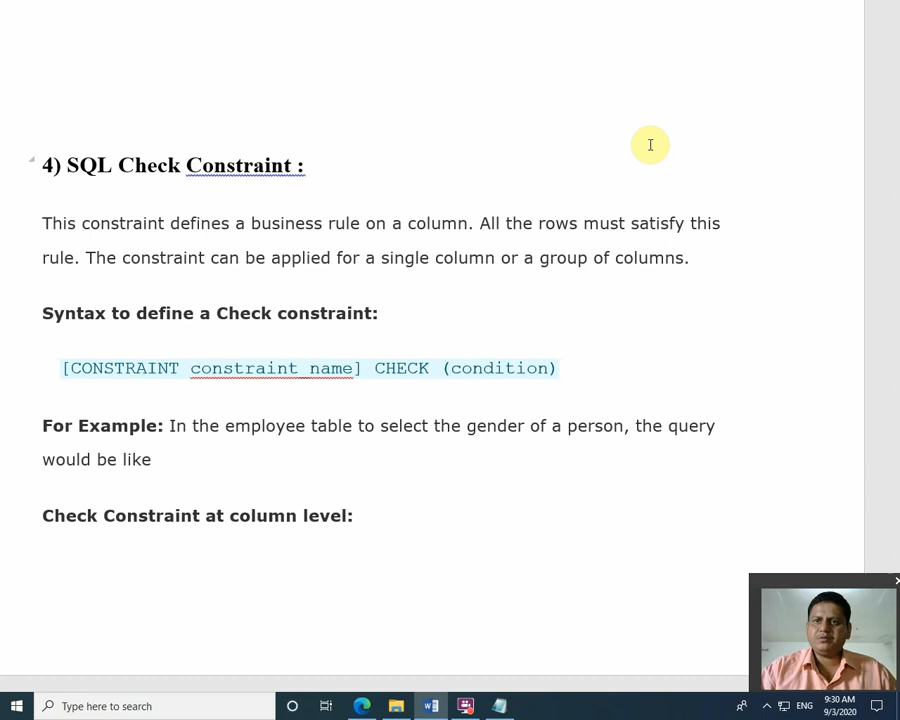 4) SQL Check Constraint :
This constraint defines a business rule on a column. All the rows must satisfy this
rule. The constraint can be applied for a single column or a group of columns.
Syntax to define a Check constraint:
[CONSTRAINT constraint_name] CHECK (condition)
For Example: In the employee table to select the gender of a person, the query
would be like
Check Constraint at column level:
Type here to search
ENG
9:30 AM
9/3/2020